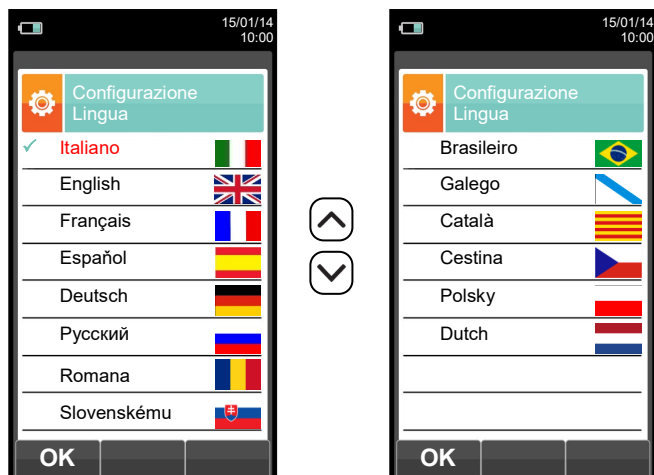 15/01/14
10:00
Configurazione
Lingua
✓ Italiano
English
Français
Espaňol
Deutsch
Русский
Romana
Slovenskému
OK
15/01/14
10:00
Configurazione
Lingua
Brasileiro
Galego
Català
Cestina
Polsky
Dutch
OK